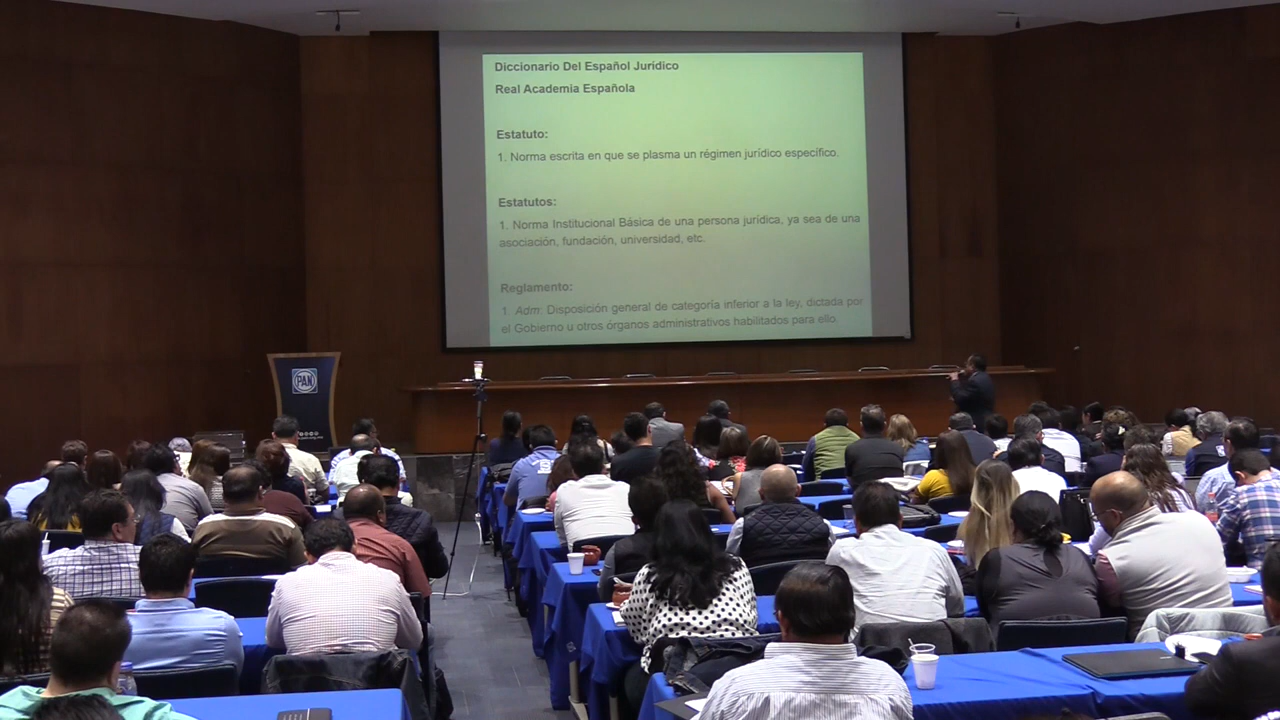 Diccionario Del Español Jurídico
Real Academia Española
Estatuto:
1. Norma escrita en que se plasma un régimen jurídico específico.
Estatutos:
1. Norma Institucional Básica de una persona jurídica, ya sea de una
asociación, fundación, universidad, etc.
Reglamento:
1. Adm. Disposición general de categoría inferior a la ley, dictada por
el Gobierno u otros órganos administrativos habilitados para ello.
PAN